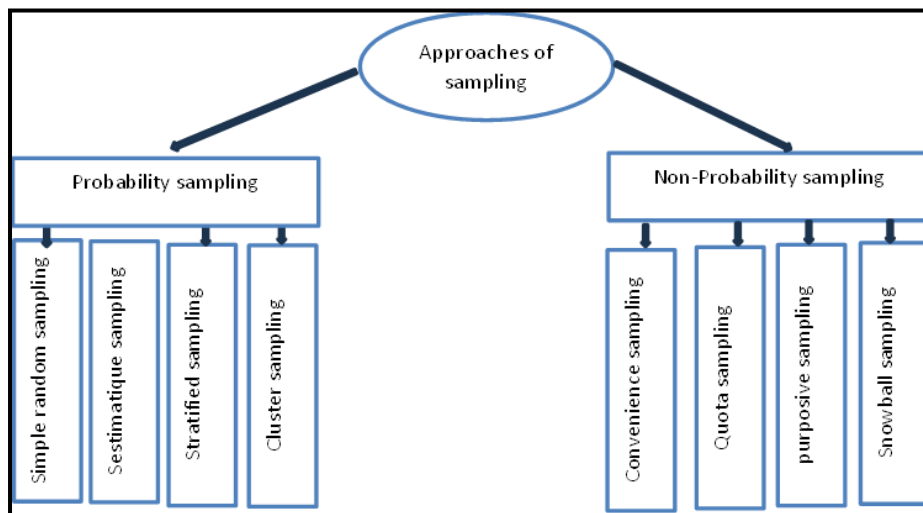 Approaches of
sampling
Probability sampling
Non-Probability sampling
Simple random sampling
Sestimatique sampling
Stratified sampling
Cluster sampling
Convenience sampling
Quota sampling
purposive sampling
Snowball sampling